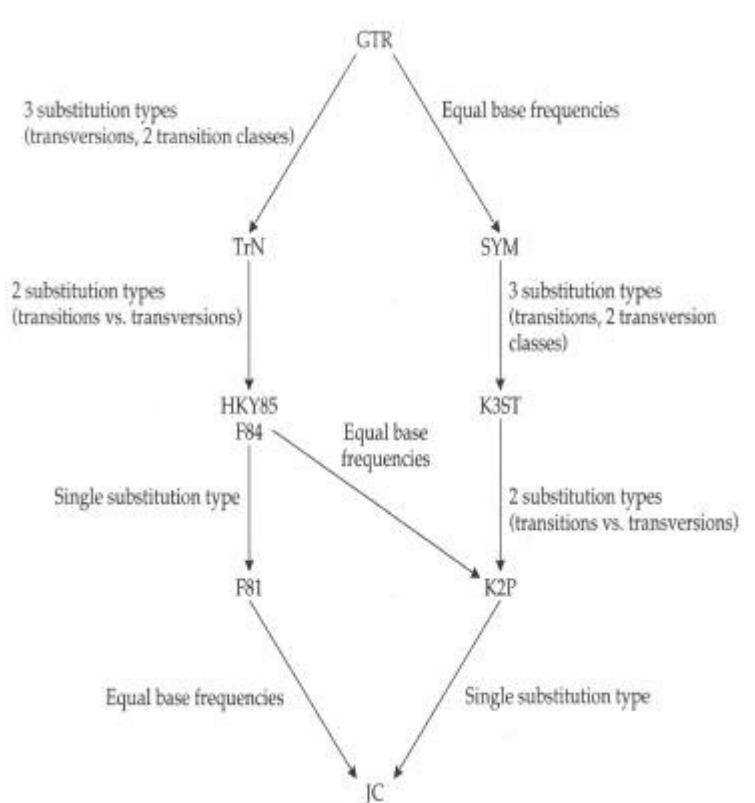 GTR
3 substitution types
(transversions, 2 transition classes)
Equal base frequencies
TrN
SYM
2 substitution types
(transitions vs. transversions)
3 substitution types
(transitions, 2 transversion
classes)
HKY85
F84
K3ST
Equal base
frequencies
Single substitution type
2 substitution types
(transitions vs. transversions)
F81
K2P
Equal base frequencies
Single substitution type
JC